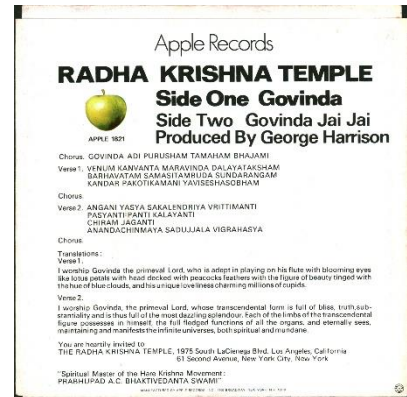 Apple Records
RADHA KRISHNA TEMPLE
Side One Govinda
Side Two Govinda Jai Jai
Produced By George Harrison
APPLE 1821
Chorus. GOVINDA ADI PURUSHAM TAMAHAM BHAJAMI
Verse 1. VENUM KANVANTA MARAVINDA DALAYATAKSHAM
BARHAVATAM SAMASITAMBUDA SUNDARANGAM
KANDAR PAKOTIKAMANI YAVISESHASOBHAM
Chorus
Verse 2. ANGANI YASYA SAKALENDRIYA VRITTIMANTI
PASYANTI PANTI KALAYANTI
CHIRAM JAGANTI
ANANDACHINMAYA SADUJJALA VIGRAHASYA
Chorus.
Translations:
Verse 1.
I worship Govinda the primeval Lord, who is adept in playing on his flute with blooming eyes
like lotus petals with head decked with peacocks feathers with the figure of beauty tinged with
the hue of blue clouds, and his unique loveliness charming millions of cupids.
Verse 2.
I worship Govinda, the primeval Lord, whose transcendental form is full of bliss, truth, sub-
stantiality and is thus full of the most dazzling splendour. Each of the limbs of the transcendental
figure possesses in himself, the full fledged functions of all the organs, and eternally sees,
maintaining and manifesting the infinite universes, both spiritual and mundane.
You are heartily invited to
THE RADHA KRISHNA TEMPLE, 1975 South LaCienega Blvd. Los Angeles, California
61 Second Avenue, New York City, New York
"Spiritual Master of the Hare Krishna Movement:
PRABHUPAD A.C. BHAKTIVEDANTA SWAMI"